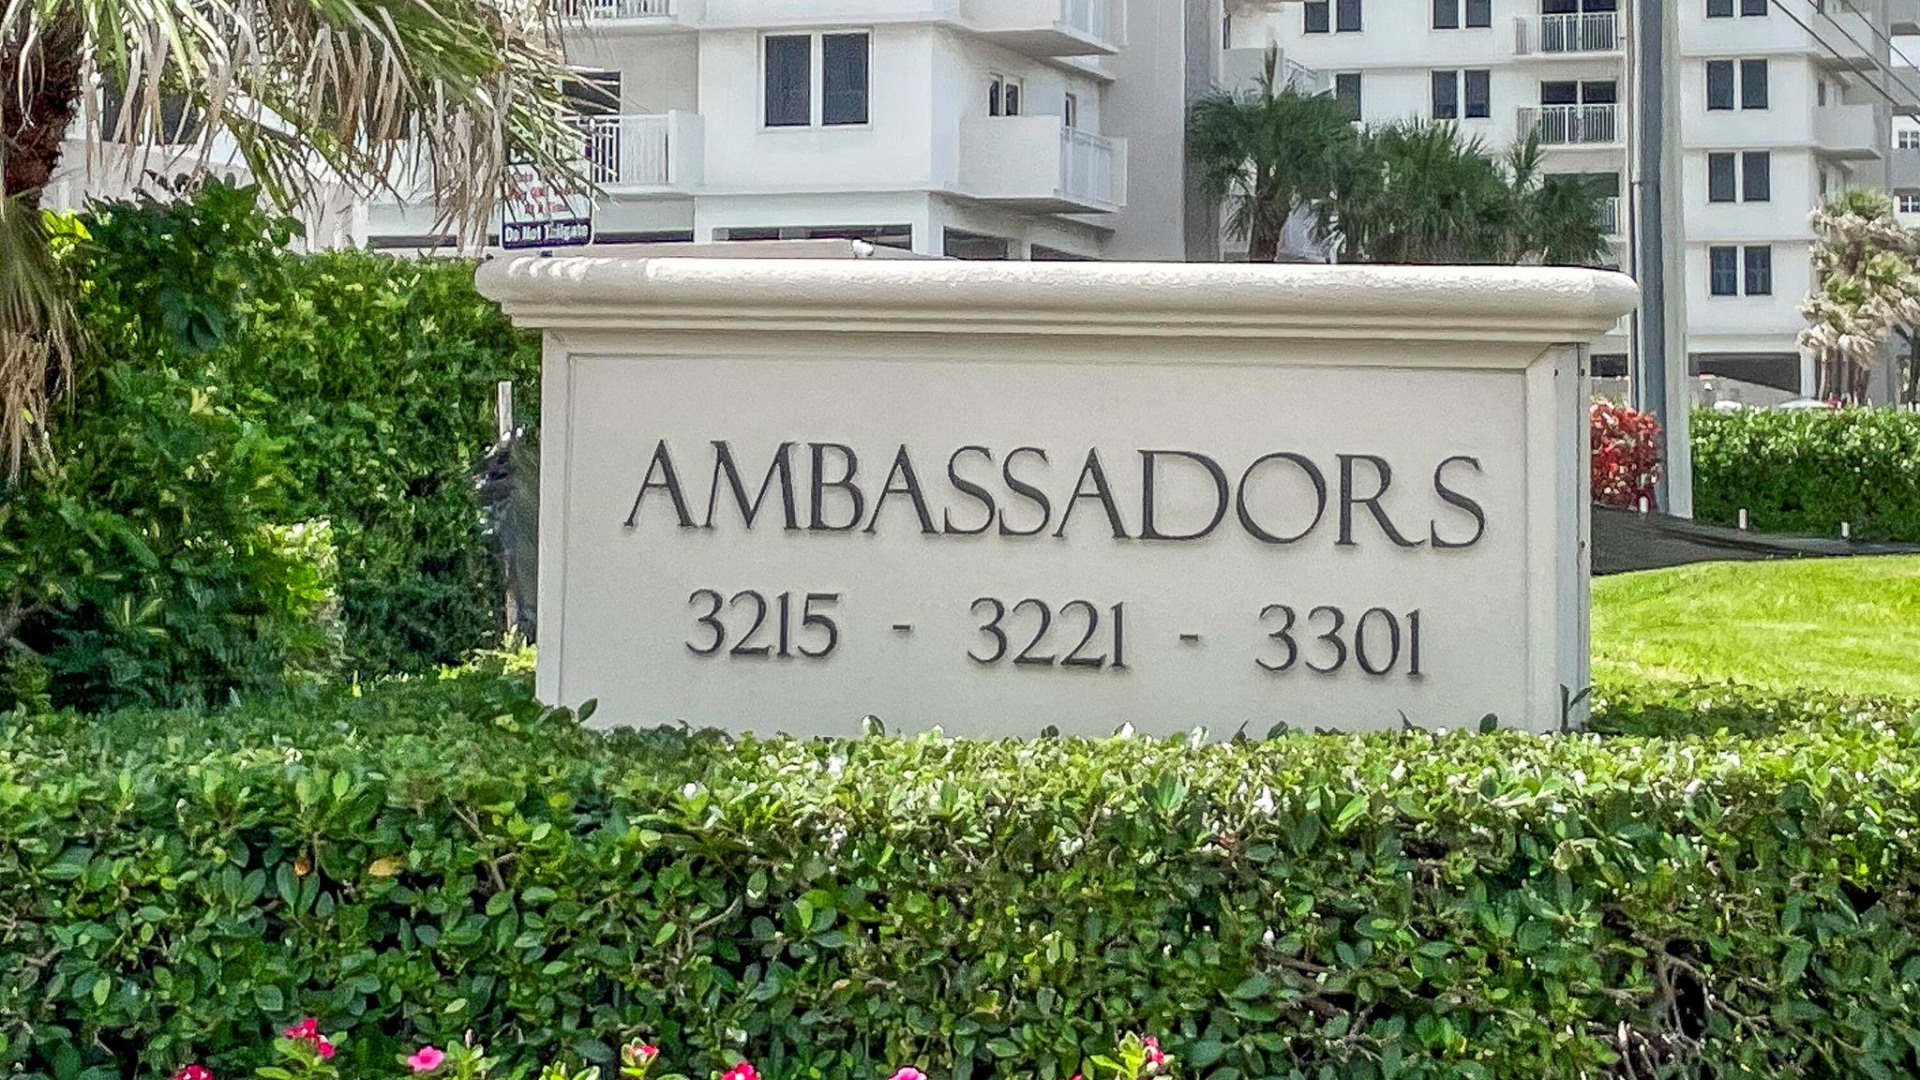 Do Not Tailgate
AMBASSADORS
3215 - 3221 - 3301